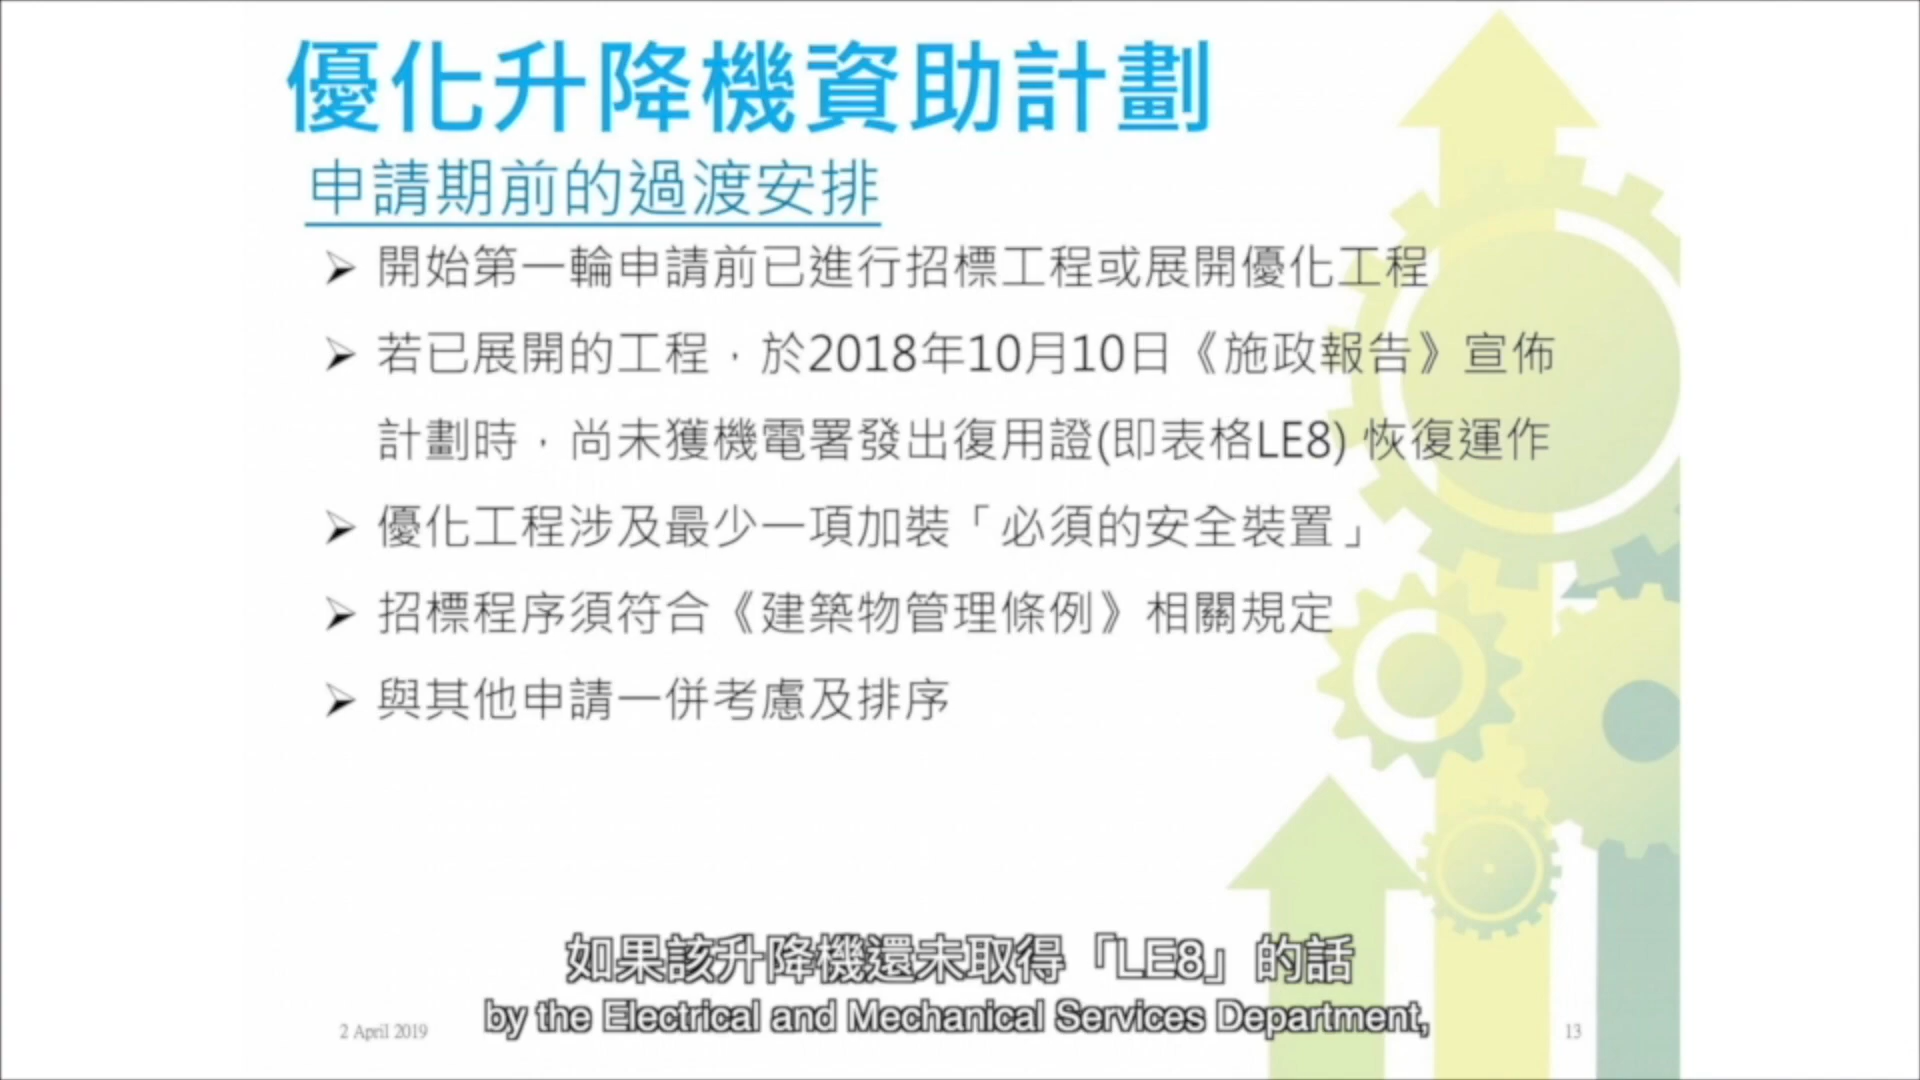 優化升降機資助計劃
申請期前的過渡安排
➢ 開始第一輪申請前已進行招標工程或展開優化工程
➢ 若已展開的工程，於2018年10月10日《施政報告》宣佈
計劃時，尚未獲機電署發出復用證(即表格LE8) 恢復運作
➢ 優化工程涉及最少一項加裝「必須的安全裝置」
➢ 招標程序須符合《建築物管理條例》相關規定
➢ 與其他申請一併考慮及排序
如果該升降機還未取得「LE8」的話
by the Electrical and Mechanical Services Department,
2 April 2019
13